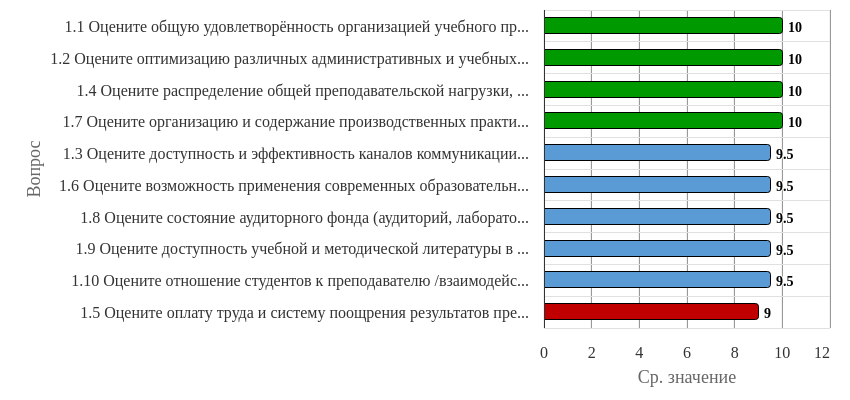 1.1 Оцените общую удовлетворённость организацией учебного пр...
10
1.2 Оцените оптимизацию различных административных и учебных...
10
1.4 Оцените распределение общей преподавательской нагрузки, ...
10
1.7 Оцените организацию и содержание производственных практи...
10
1.3 Оцените доступность и эффективность каналов коммуникации...
9.5
1.6 Оцените возможность применения современных образовательн...
9.5
1.8 Оцените состояние аудиторного фонда (аудиторий, лаборато...
9.5
1.9 Оцените доступность учебной и методической литературы в ...
9.5
1.10 Оцените отношение студентов к преподавателю /взаимодейс...
9.5
1.5 Оцените оплату труда и систему поощрения результатов пре...
9
Вопрос
0 2 4 6 8 10 12
Ср. значение